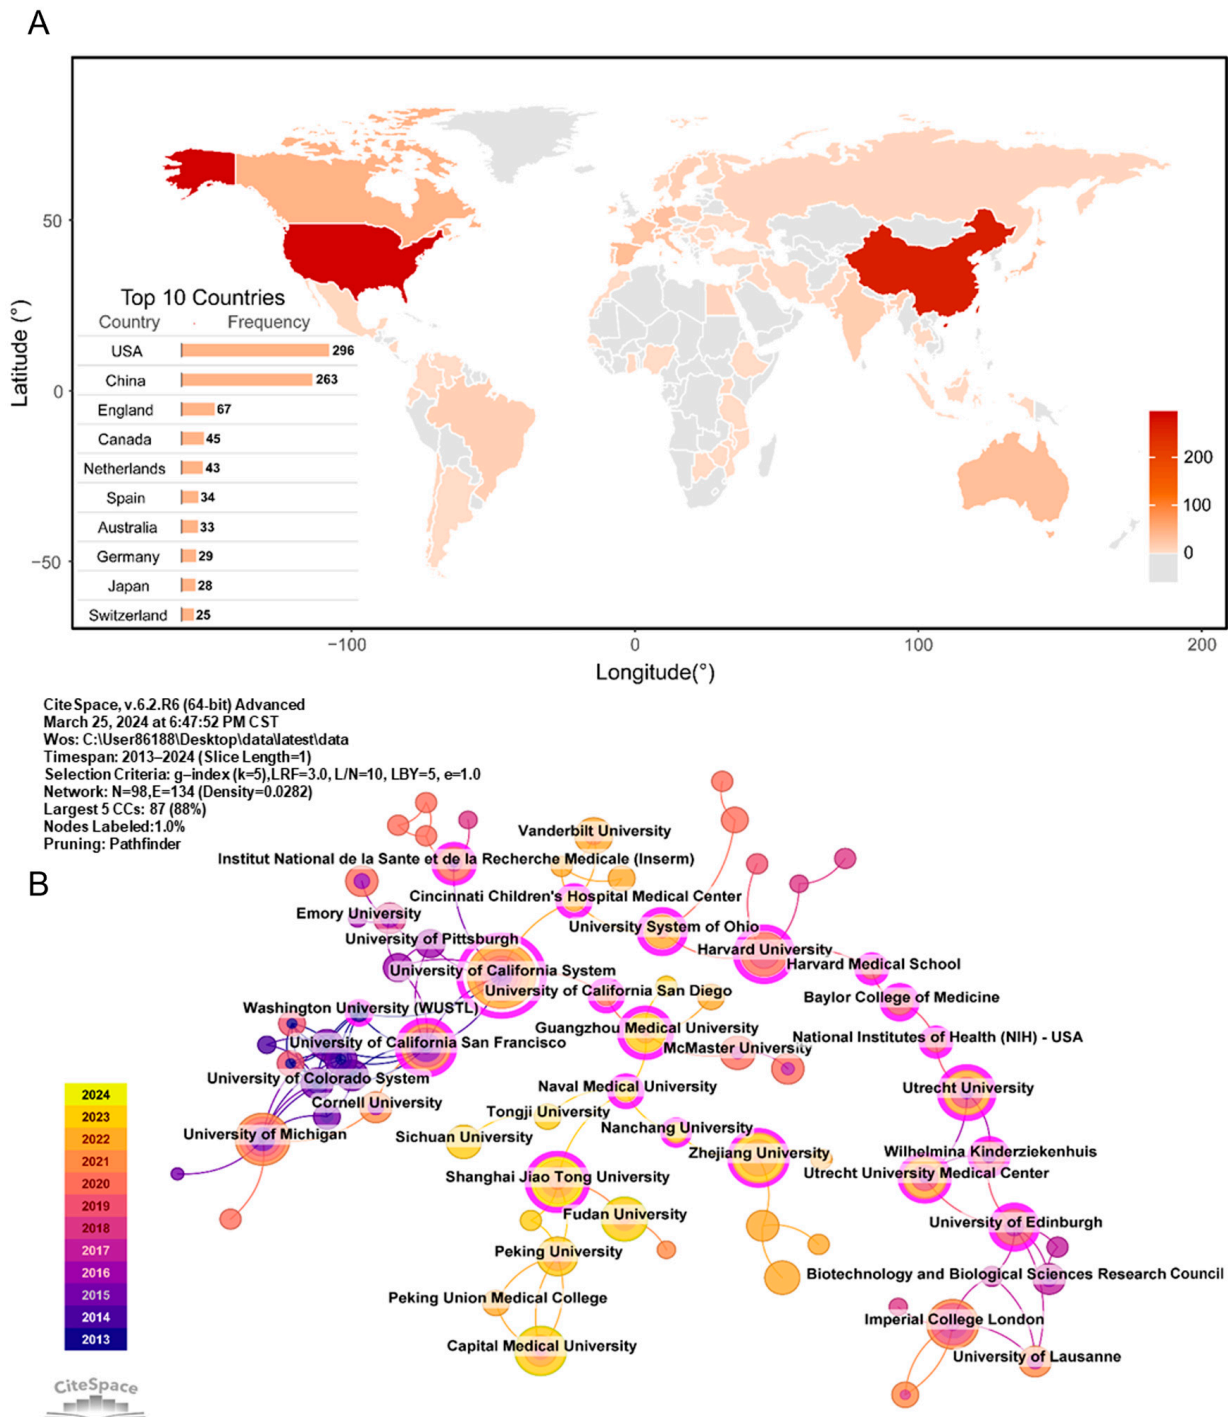 A
50
0
−50
Latitude (°)
Top 10 Countries
Country Frequency
USA 296
China 263
England 67
Canada 45
Netherlands 43
Spain 34
Australia 33
Germany 29
Japan 28
Switzerland 25
200
100
0
−100 0 100 200
Longitude(°)
CiteSpace, v.6.2.R6 (64-bit) Advanced
March 25, 2024 at 6:47:52 PM CST
Wos: C:\User86188\Desktop\data\latest\data
Timespan: 2013–2024 (Slice Length=1)
Selection Criteria: g–index (k=5),LRF=3.0, L/N=10, LBY=5, e=1.0
Network: N=98,E=134 (Density=0.0282)
Largest 5 CCs: 87 (88%)
Nodes Labeled:1.0%
Pruning: Pathfinder
B
Vanderbilt University
Institut National de la Sante et de la Recherche Medicale (Inserm)
Cincinnati Children's Hospital Medical Center
Emory University
University System of Ohio
University of Pittsburgh
Harvard University
Harvard Medical School
University of California System
University of California San Diego
Baylor College of Medicine
Washington University (WUSTL)
Guangzhou Medical University
National Institutes of Health (NIH) - USA
University of California San Francisco
McMaster University
University of Colorado System
Naval Medical University
Utrecht University
Cornell University
Tongji University
Nanchang University
University of Michigan
Sichuan University
Zhejiang University
Wilhelmina Kinderziekenhuis
Utrecht University Medical Center
Shanghai Jiao Tong University
Fudan University
University of Edinburgh
Peking University
Biotechnology and Biological Sciences Research Council
Peking Union Medical College
Imperial College London
Capital Medical University
University of Lausanne
2024
2023
2022
2021
2020
2019
2018
2017
2016
2015
2014
2013
CiteSpace